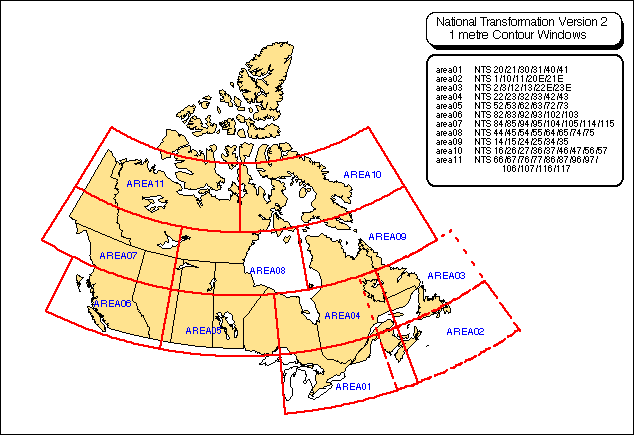 National Transformation Version 2
1 metre Contour Windows
area01 NTS 20/21/30/31/40/41
area02 NTS 1/10/11/20E/21E
area03 NTS 2/3/12/13/22E/23E
area04 NTS 22/23/32/33/42/43
area05 NTS 52/53/62/63/72/73
area06 NTS 82/83/92/93/102/103
area07 NTS 84/85/94/95/104/105/114/115
area08 NTS 44/45/54/55/64/65/74/75
area09 NTS 14/15/24/25/34/35
area10 NTS 16/26/27/36/37/46/47/56/57
area11 NTS 66/67/76/77/86/87/96/97/
106/107/116/117
AREA10
AREA11
AREA09
AREA07
AREA08
AREA03
AREA06
AREA04
AREA05
AREA02
AREA01